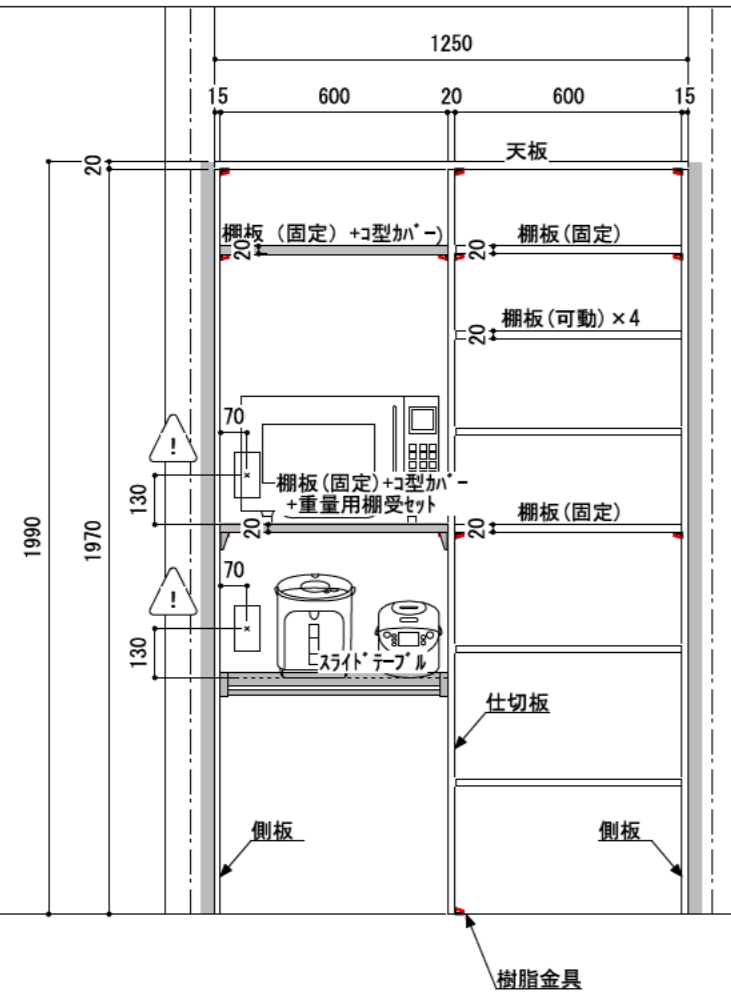 1250
15
600
20
600
15
天板
20
棚板(固定)+コ型ｶﾊﾞｰ)
20
棚板(固定)
20
棚板(可動)×4
20
70
!
130
棚板(固定)+コ型ｶﾊﾞｰ
+重量用棚受ｾｯﾄ
20
棚板(固定)
20
1990
1970
70
!
130
ｽﾗｲﾄﾞﾃｰﾌﾞﾙ
仕切板
側板
側板
樹脂金具